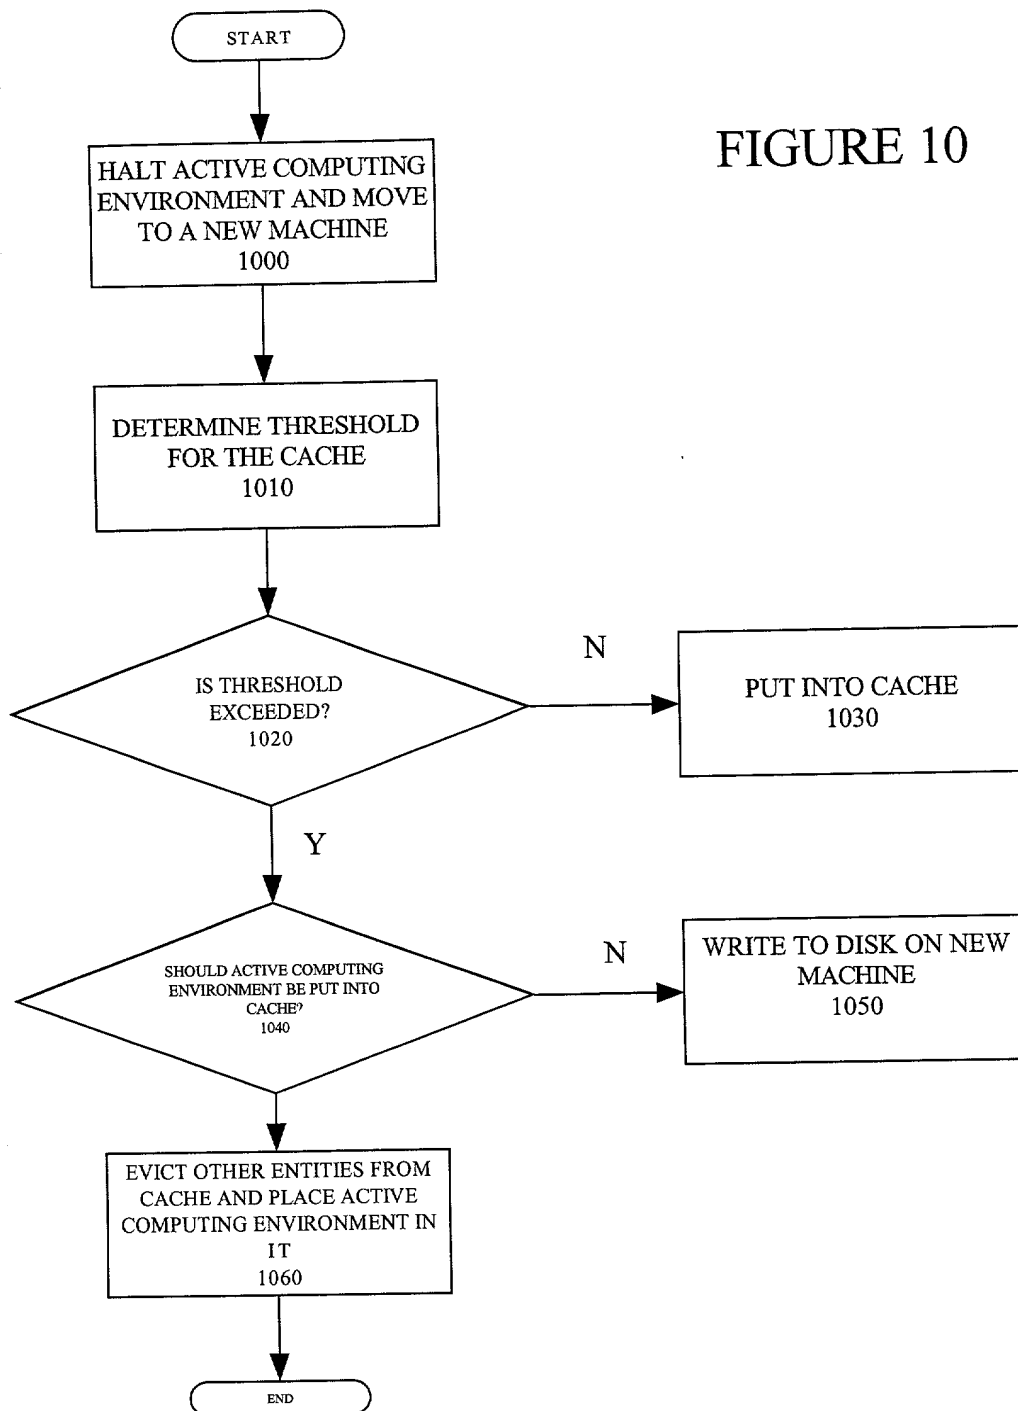 START
FIGURE 10
HALT ACTIVE COMPUTING
ENVIRONMENT AND MOVE
TO A NEW MACHINE
1000
DETERMINE THRESHOLD
FOR THE CACHE
1010
IS THRESHOLD
EXCEEDED?
1020
N
PUT INTO CACHE
1030
Y
SHOULD ACTIVE COMPUTING
ENVIRONMENT BE PUT INTO
CACHE?
1040
N
WRITE TO DISK ON NEW
MACHINE
1050
EVICT OTHER ENTITIES FROM
CACHE AND PLACE ACTIVE
COMPUTING ENVIRONMENT IN
IT
1060
END